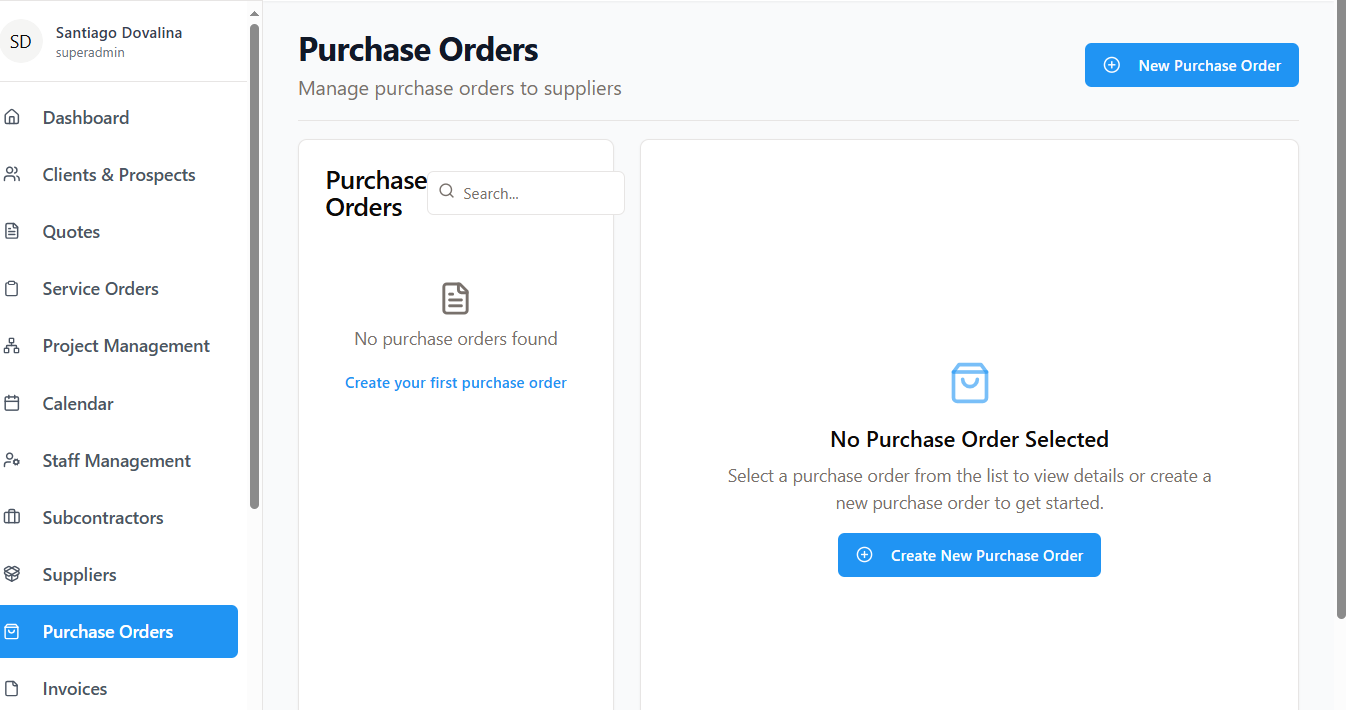 SD
Santiago Dovalina
superadmin
Dashboard
Clients & Prospects
Quotes
Service Orders
Project Management
Calendar
Staff Management
Subcontractors
Suppliers
Purchase Orders
Invoices
Purchase Orders
Manage purchase orders to suppliers
New Purchase Order
Purchase
Orders
Search...
No purchase orders found
Create your first purchase order
No Purchase Order Selected
Select a purchase order from the list to view details or create a
new purchase order to get started.
Create New Purchase Order